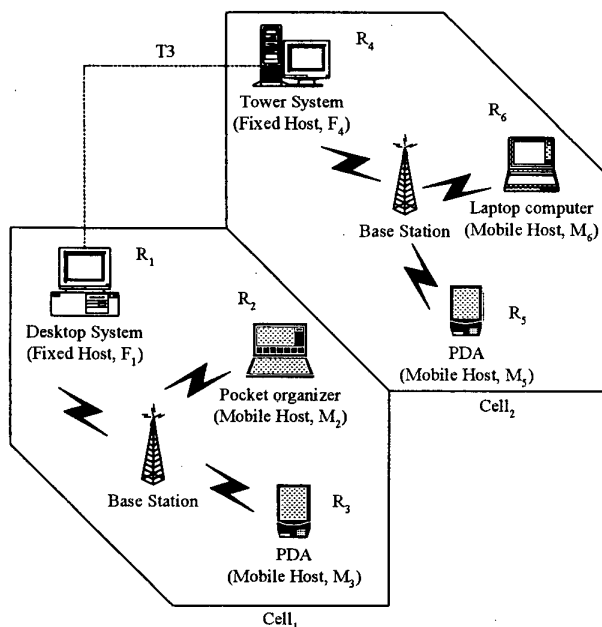 T3
R4
Tower System
(Fixed Host, F4)
R6
Base Station
Laptop computer
(Mobile Host, M6)
R5
PDA
(Mobile Host, M5)
Cell2
R1
Desktop System
(Fixed Host, F1)
R2
Pocket organizer
(Mobile Host, M2)
Base Station
R3
PDA
(Mobile Host, M3)
Cell1